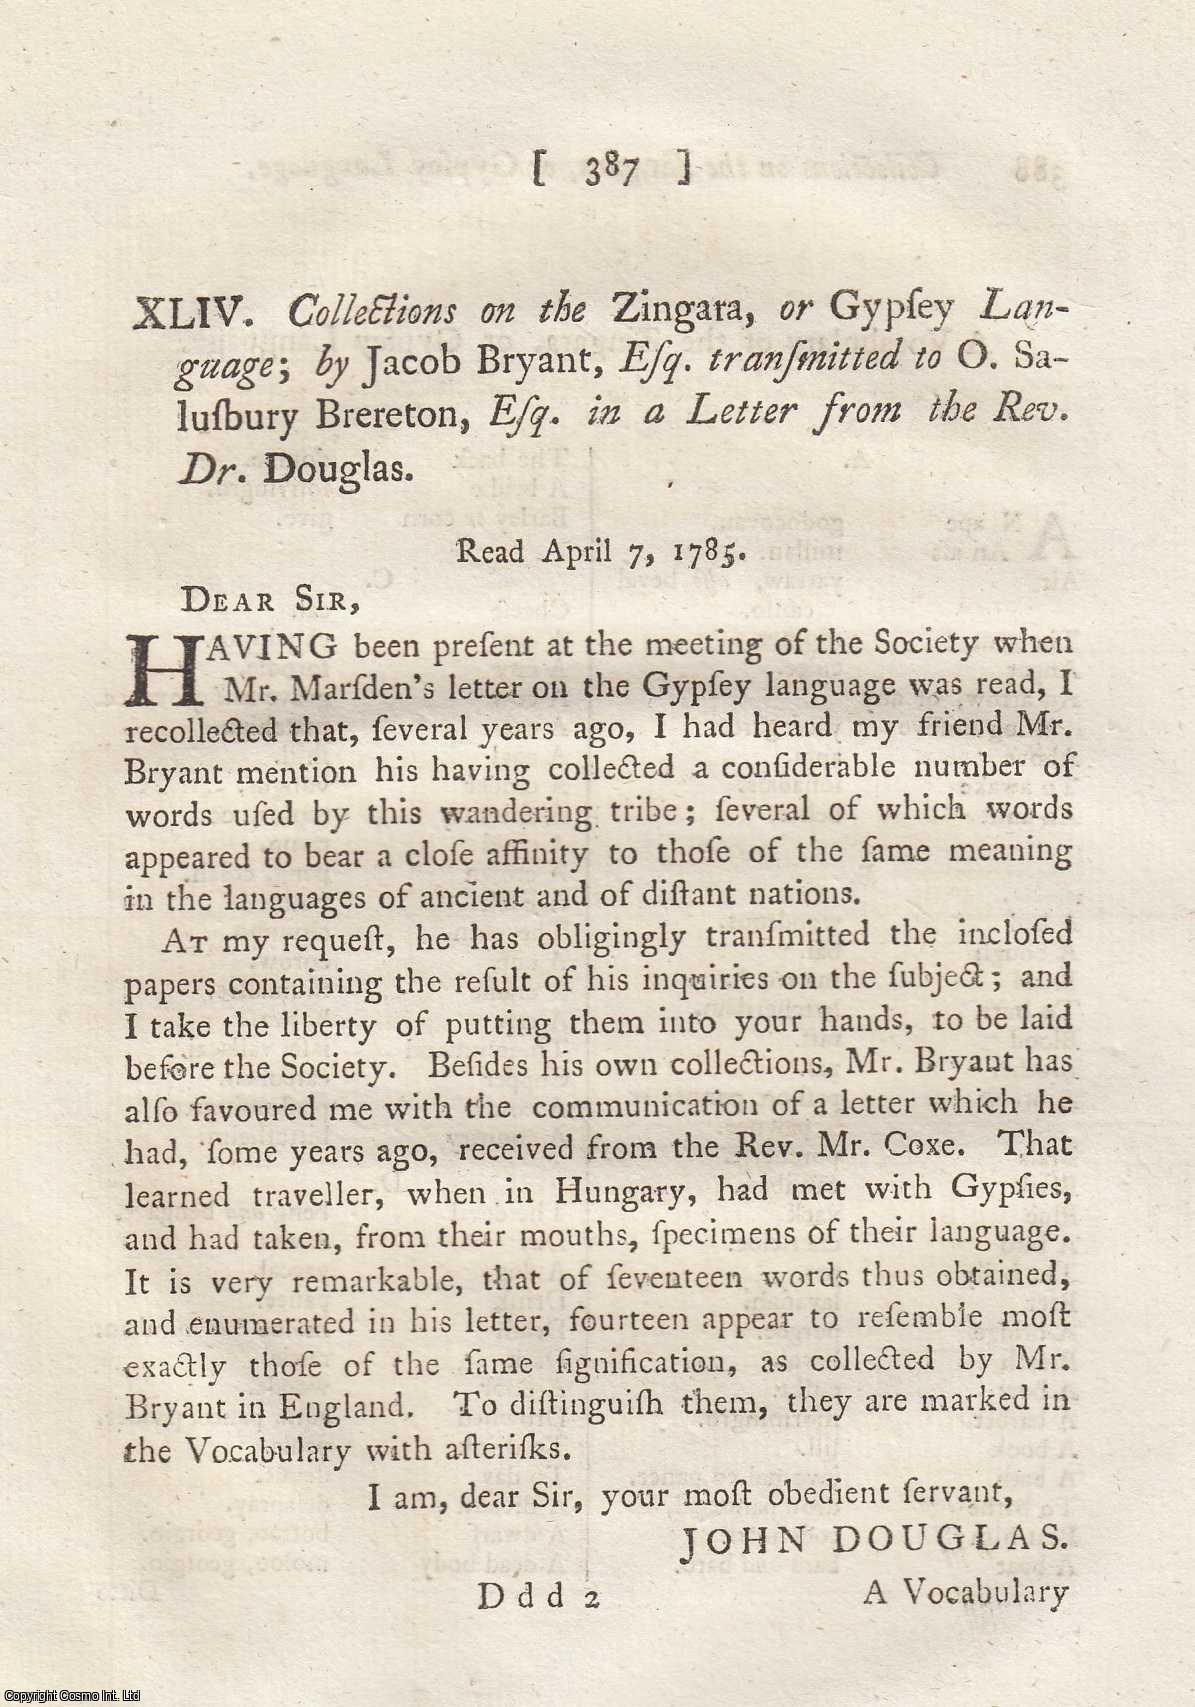 [ 387 ]
XLIV. Collections on the Zingara, or Gypſey Lan-
guage; by Jacob Bryant, Eſq. tranſmitted to O. Sa-
luſbury Brereton, Eſq. in a Letter from the Rev.
Dr. Douglas.
Read April 7, 1785.
DEAR SIR,
HAVING been preſent at the meeting of the Society when
Mr. Marſden's letter on the Gypſey language was read, I
recollected that, ſeveral years ago, I had heard my friend Mr.
Bryant mention his having collected a conſiderable number of
words uſed by this wandering tribe; ſeveral of which words
appeared to bear a cloſe affinity to thoſe of the ſame meaning
in the languages of ancient and of diſtant nations.
AT my requeſt, he has obligingly tranſmitted the incloſed
papers containing the reſult of his inquiries on the ſubject; and
I take the liberty of putting them into your hands, to be laid
before the Society. Beſides his own collections, Mr. Bryant has
alſo favoured me with the communication of a letter which he
had, ſome years ago, received from the Rev. Mr. Coxe. That
learned traveller, when in Hungary, had met with Gypſies,
and had taken, from their mouths, ſpecimens of their language.
It is very remarkable, that of ſeventeen words thus obtained,
and enumerated in his letter, fourteen appear to reſemble moſt
exactly thoſe of the ſame ſignification, as collected by Mr.
Bryant in England. To diſtinguiſh them, they are marked in
the Vocabulary with aſteriſks.
I am, dear Sir, your moſt obedient ſervant,
JOHN DOUGLAS.
D d d 2 A Vocabulary
Copyright Cosmo Int. Ltd